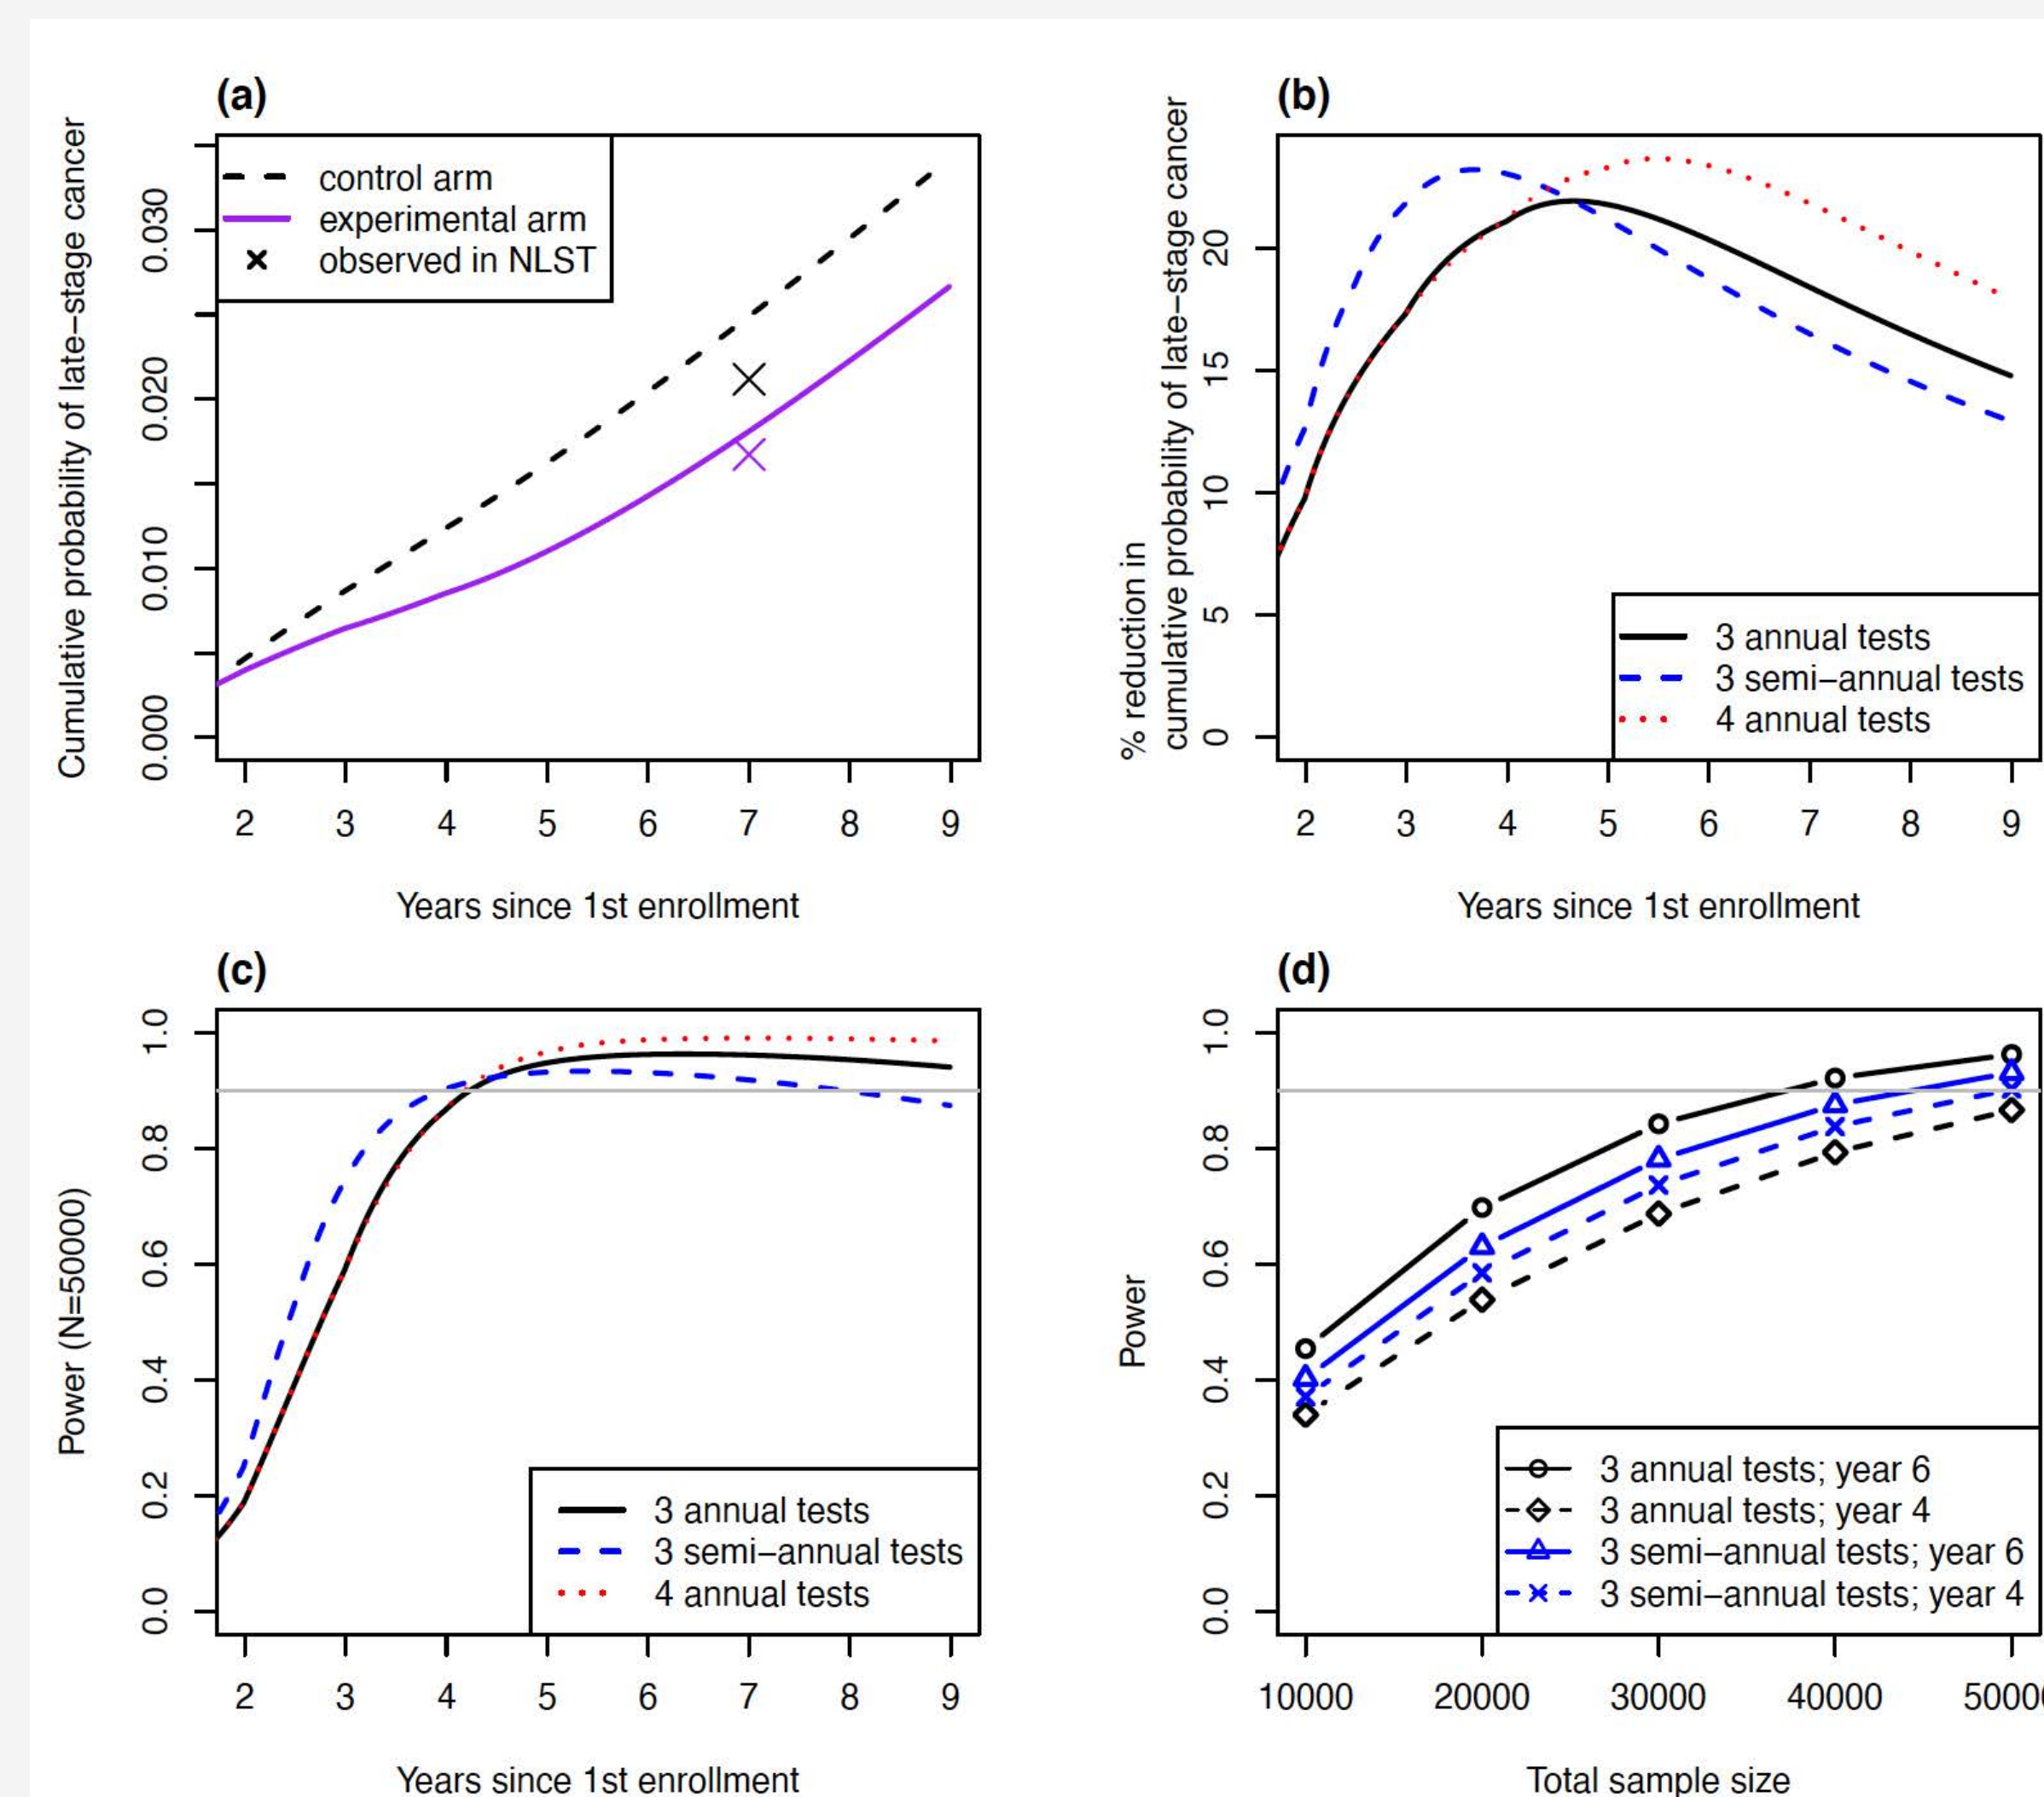 (a)
Cumulative probability of late–stage cancer
0.000 0.010 0.020 0.030
control arm
experimental arm
observed in NLST
2 3 4 5 6 7 8 9
Years since 1st enrollment
(b)
% reduction in
cumulative probability of late–stage cancer
0 5 10 15 20
3 annual tests
3 semi–annual tests
4 annual tests
2 3 4 5 6 7 8 9
Years since 1st enrollment
(c)
Power (N=50000)
0.0 0.2 0.4 0.6 0.8 1.0
3 annual tests
3 semi–annual tests
4 annual tests
2 3 4 5 6 7 8 9
Years since 1st enrollment
(d)
Power
0.0 0.2 0.4 0.6 0.8 1.0
3 annual tests; year 6
3 annual tests; year 4
3 semi–annual tests; year 6
3 semi–annual tests; year 4
10000 20000 30000 40000
Total sample size